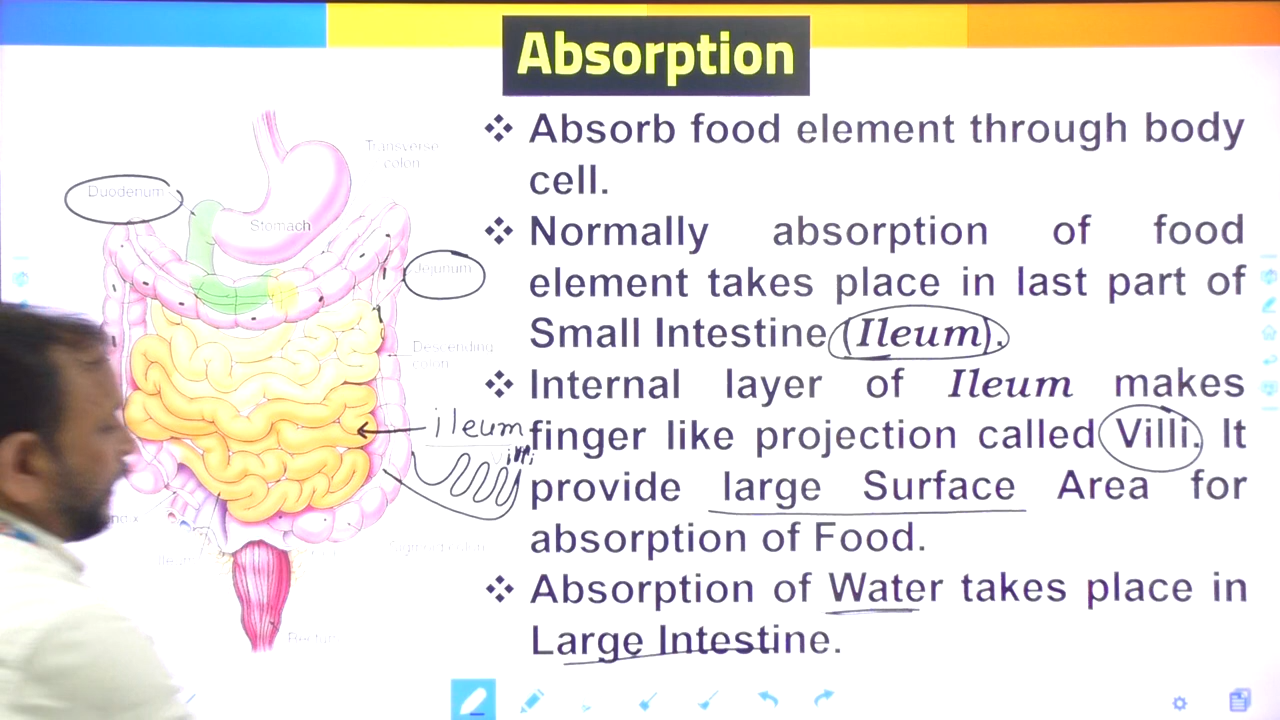 Absorption
❖ Absorb food element through body
cell.
❖ Normally absorption of food
element takes place in last part of
Small Intestine (Ileum).
❖ Internal layer of Ileum makes
finger like projection called Villi. It
provide large Surface Area for
absorption of Food.
❖ Absorption of Water takes place in
Large Intestine.
Transverse
colon
Duodenum
Stomach
Jejunum
Descending
colon
ileum
villi
Sigmoid colon
Ileum
Rectum